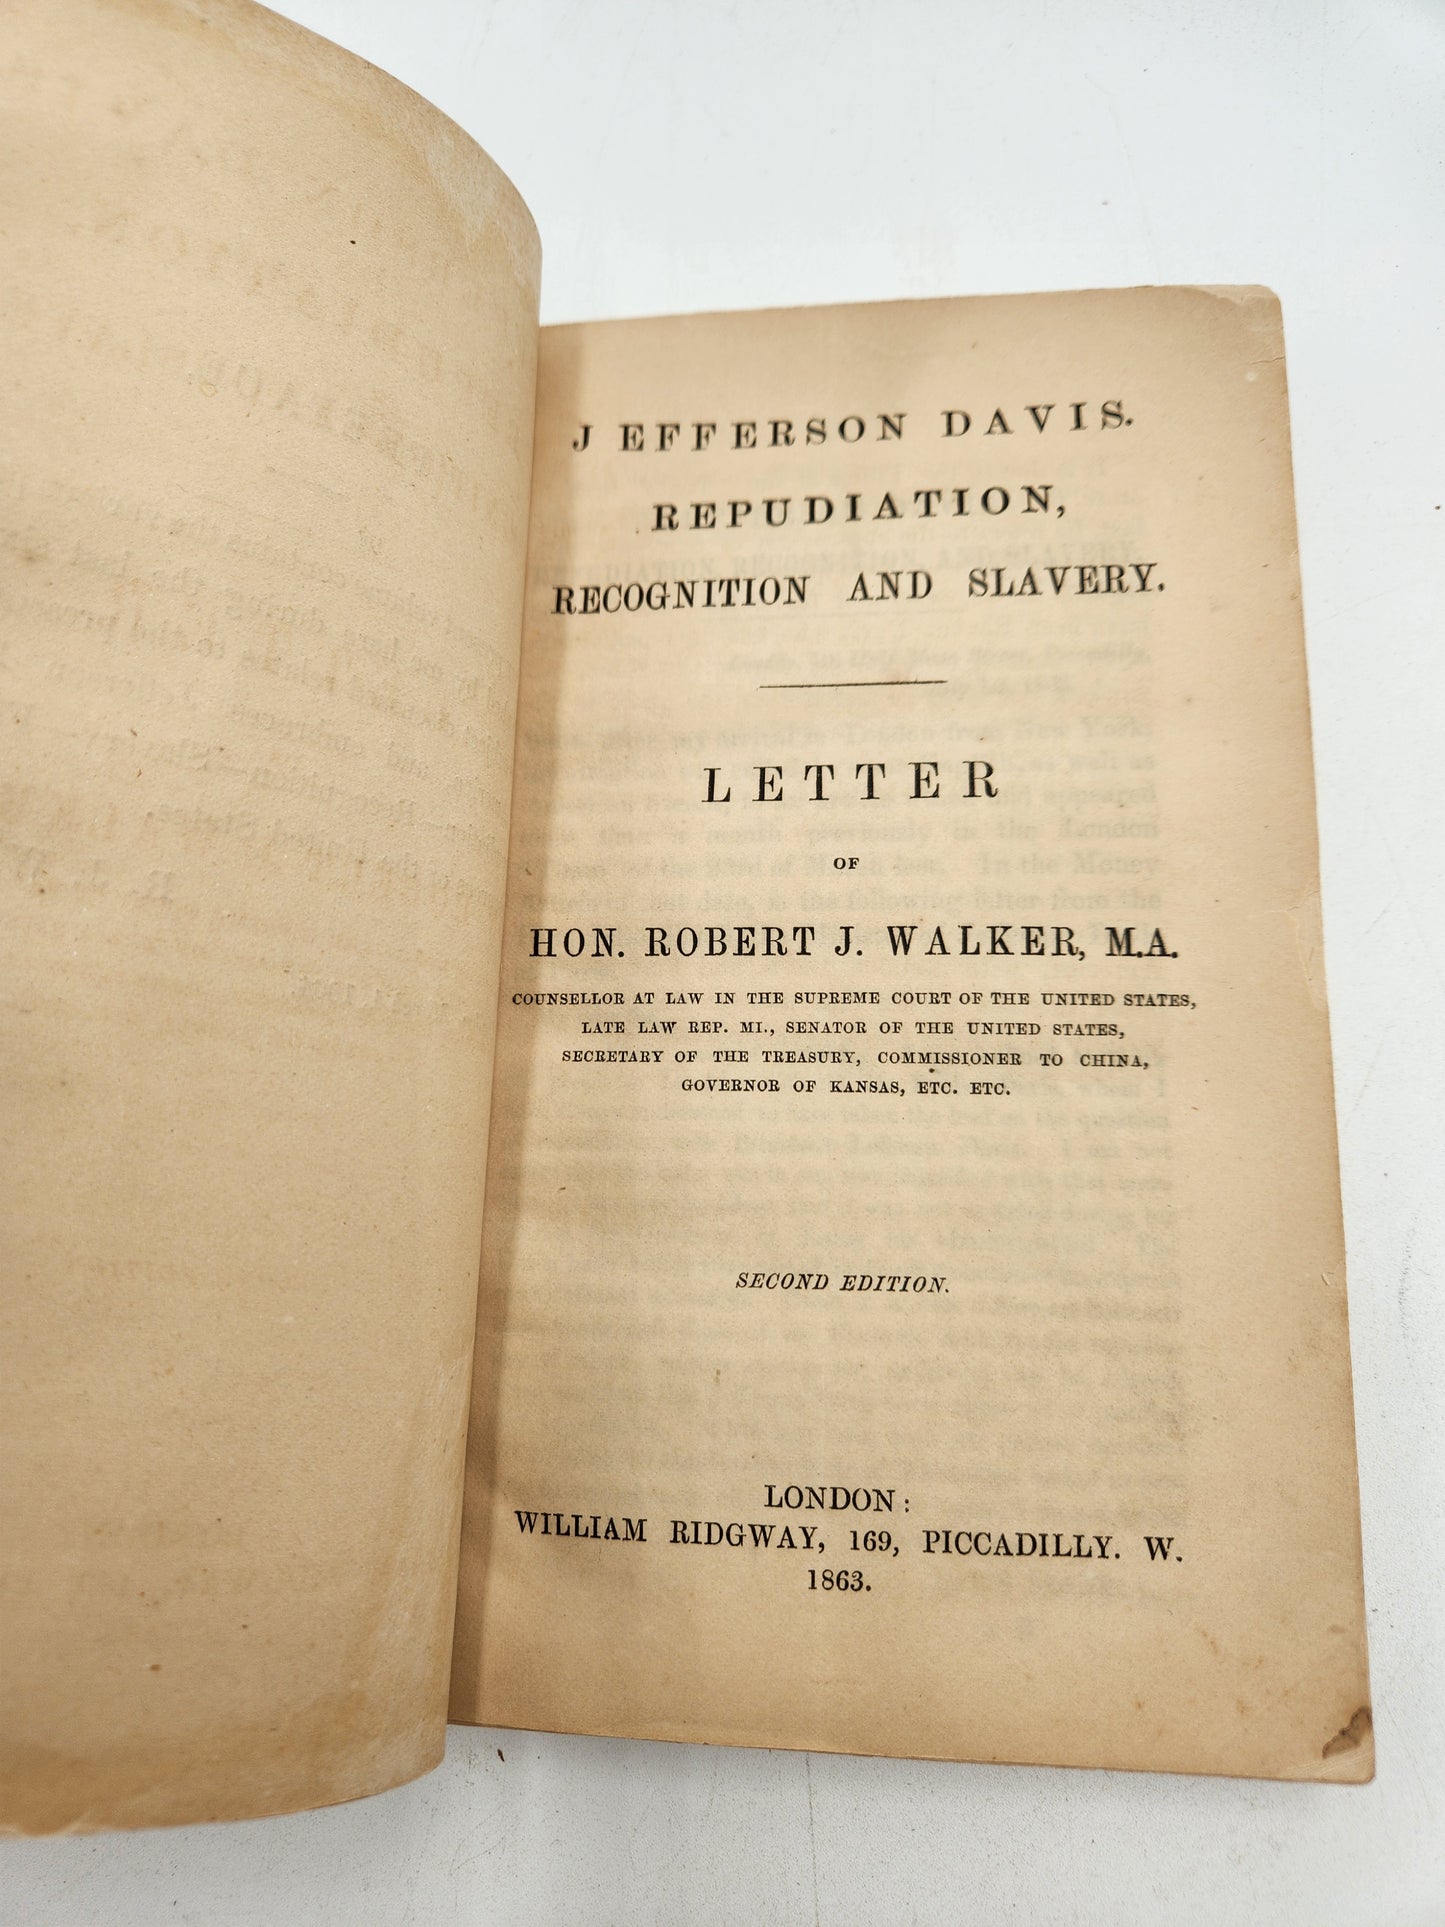 JEFFERSON DAVIS.
REPUDIATION,
RECOGNITION AND SLAVERY.
LETTER
OF
HON. ROBERT J. WALKER, M.A.
COUNSELLOR AT LAW IN THE SUPREME COURT OF THE UNITED STATES,
LATE LAW REP. MI., SENATOR OF THE UNITED STATES,
SECRETARY OF THE TREASURY, COMMISSIONER TO CHINA,
GOVERNOR OF KANSAS, ETC. ETC.
SECOND EDITION.
LONDON:
WILLIAM RIDGWAY, 169, PICCADILLY. W.
1863.